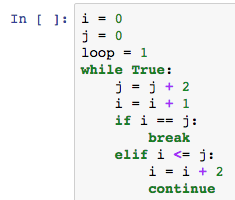 In [ ]: i = 0
j = 0
loop = 1
while True:
    j = j + 2
    i = i + 1
    if i == j:
        break
    elif i <= j:
        i = i + 2
        continue